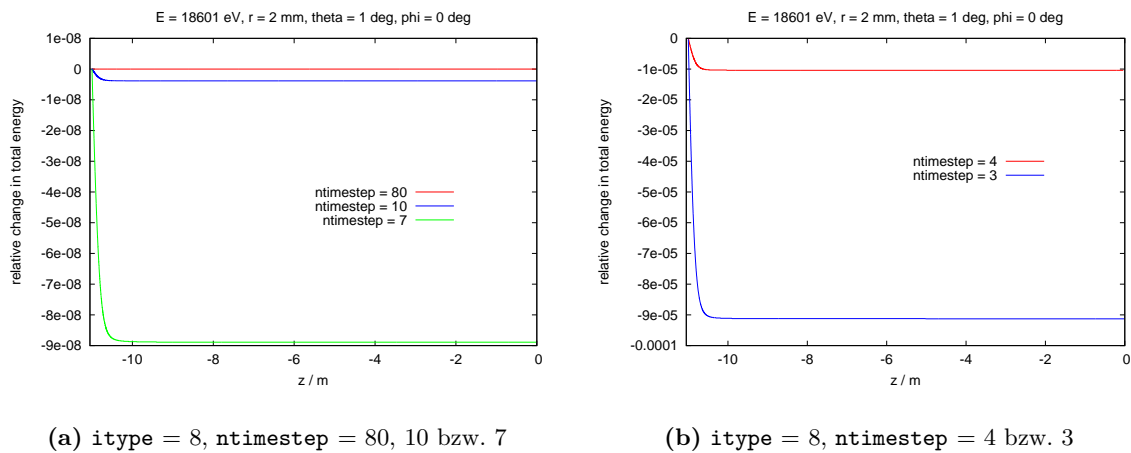 E = 18601 eV, r = 2 mm, theta = 1 deg, phi = 0 deg
1e-08
0
-1e-08
-2e-08
-3e-08
-4e-08
-5e-08
-6e-08
-7e-08
-8e-08
-9e-08
relative change in total energy
ntimestep = 80
ntimestep = 10
ntimestep = 7
-10
-8
-6
-4
-2
0
z / m
(a) itype = 8, ntimestep = 80, 10 bzw. 7
E = 18601 eV, r = 2 mm, theta = 1 deg, phi = 0 deg
0
-1e-05
-2e-05
-3e-05
-4e-05
-5e-05
-6e-05
-7e-05
-8e-05
-9e-05
-0.0001
relative change in total energy
ntimestep = 4
ntimestep = 3
-10
-8
-6
-4
-2
0
z / m
(b) itype = 8, ntimestep = 4 bzw. 3